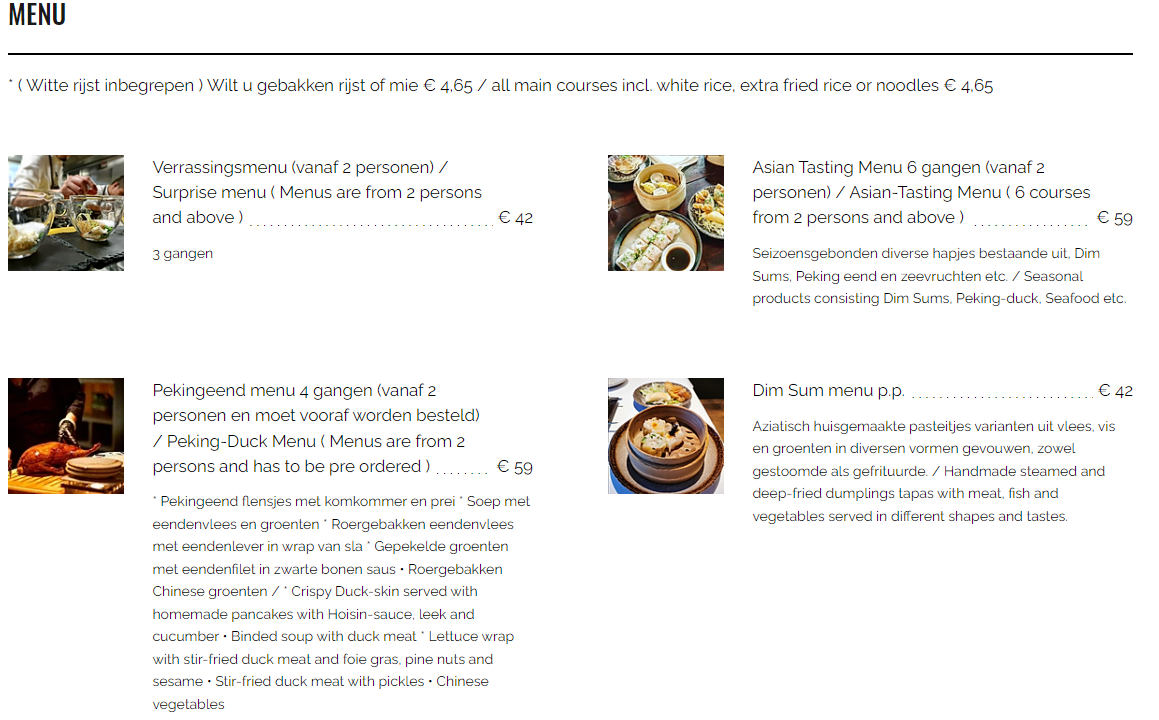 MENU
* ( Witte rijst inbegrepen ) Wilt u gebakken rijst of mie € 4,65 / all main courses incl. white rice, extra fried rice or noodles € 4,65
Verrassingsmenu (vanaf 2 personen) /
Surprise menu ( Menus are from 2 persons
and above ) € 42
3 gangen
Asian Tasting Menu 6 gangen (vanaf 2
personen) / Asian-Tasting Menu ( 6 courses
from 2 persons and above ) € 59
Seizoensgebonden diverse hapjes bestaande uit, Dim
Sums, Peking eend en zeevruchten etc. / Seasonal
products consisting Dim Sums, Peking-duck, Seafood etc.
Pekingeend menu 4 gangen (vanaf 2
personen en moet vooraf worden besteld)
/ Peking-Duck Menu ( Menus are from 2
persons and has to be pre ordered ) € 59
* Pekingeend flensjes met komkommer en prei * Soep met
eendenvlees en groenten * Roergebakken eendenvlees
met eendenlever in wrap van sla * Gepekelde groenten
met eendenfilet in zwarte bonen saus • Roergebakken
Chinese groenten / * Crispy Duck-skin served with
homemade pancakes with Hoisin-sauce, leek and
cucumber • Binded soup with duck meat * Lettuce wrap
with stir-fried duck meat and foie gras, pine nuts and
sesame • Stir-fried duck meat with pickles • Chinese
vegetables
Dim Sum menu p.p. € 42
Aziatisch huisgemaakte pasteitjes varianten uit vlees, vis
en groenten in diversen vormen gevouwen, zowel
gestoomde als gefrituurde. / Handmade steamed and
deep-fried dumplings tapas with meat, fish and
vegetables served in different shapes and tastes.